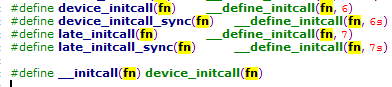 #define device_initcall(fn) __define_initcall(fn, 6)
#define device_initcall_sync(fn) __define_initcall(fn, 6s)
#define late_initcall(fn) __define_initcall(fn, 7)
#define late_initcall_sync(fn) __define_initcall(fn, 7s)
#define __initcall(fn) device_initcall(fn)